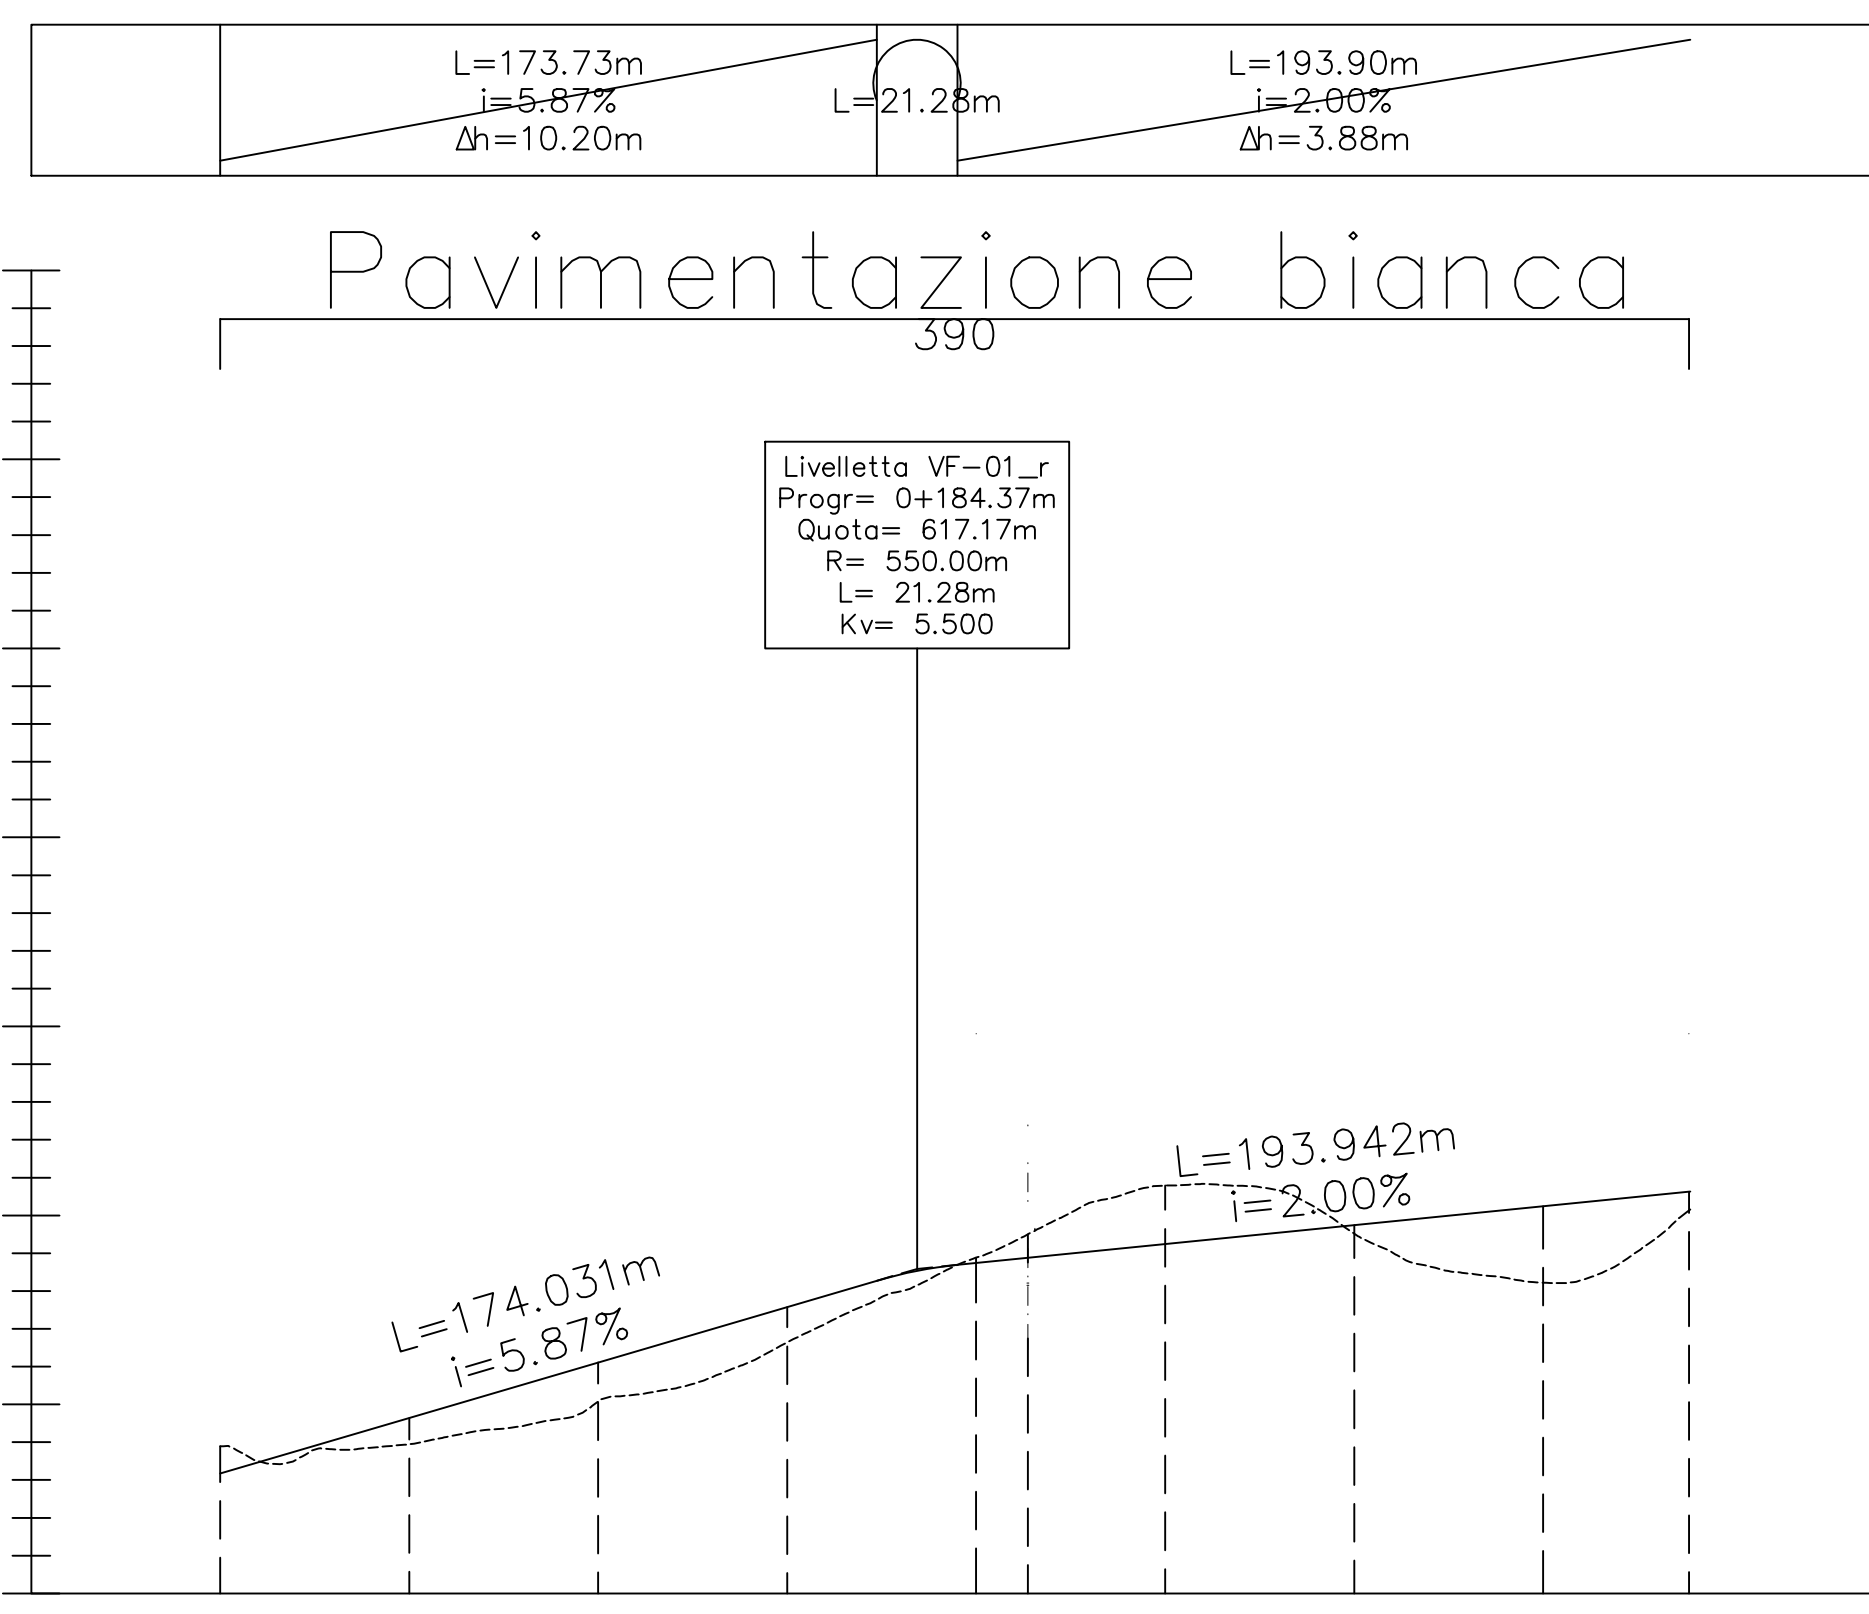 L=173.73m
i=5.87%
Δh=10.20m
L=21.28m
L=193.90m
i=2.00%
Δh=3.88m
Pavimentazione bianca
390
Livelletta VF-01_r
Progr= 0+184.37m
Quota= 617.17m
R= 550.00m
L= 21.28m
Kv= 5.500
L=193.942m
i=2.00%
L=174.031m
i=5.87%